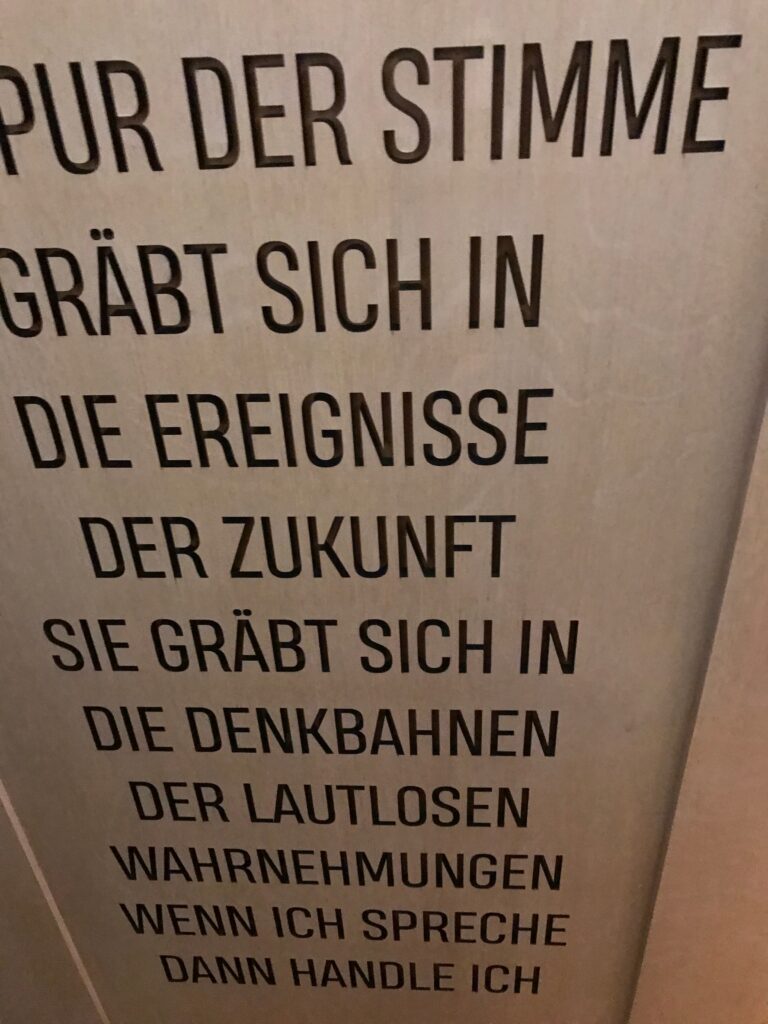 PUR DER STIMME
GRÄBT SICH IN
DIE EREIGNISSE
DER ZUKUNFT
SIE GRÄBT SICH IN
DIE DENKBAHNEN
DER LAUTLOSEN
WAHRNEHMUNGEN
WENN ICH SPRECHE
DANN HANDLE ICH